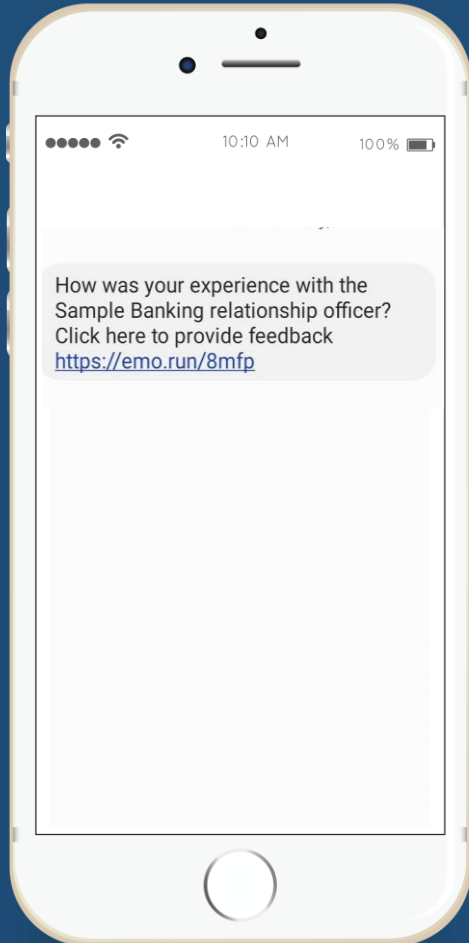 10:10 AM
100%
How was your experience with the
Sample Banking relationship officer?
Click here to provide feedback
https://emo.run/8mfp